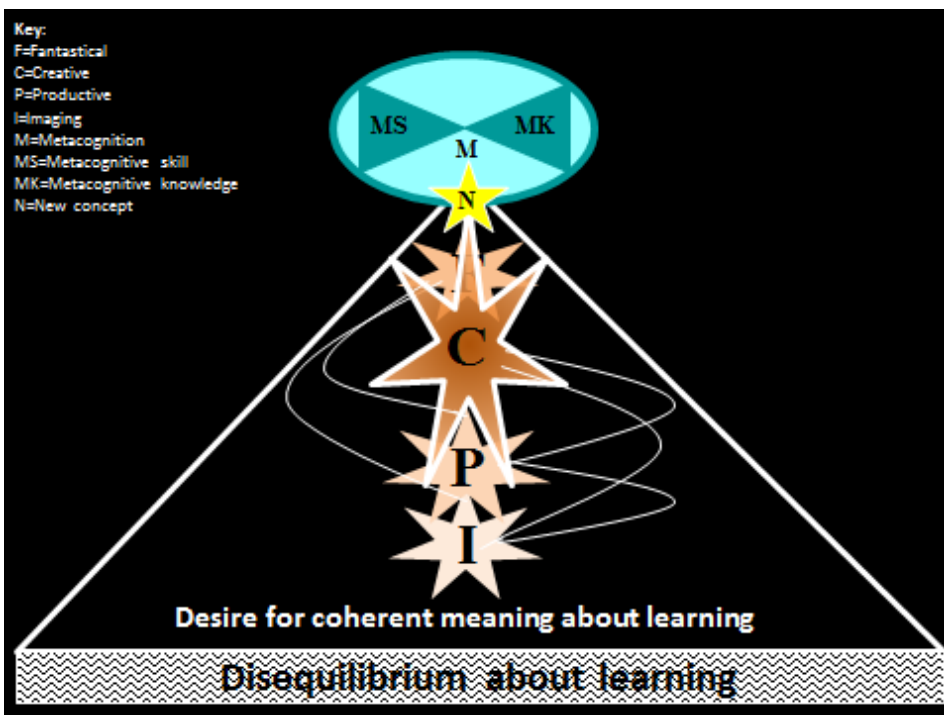 Key:
F=Fantastical
C=Creative
P=Productive
I=Imaging
M=Metacognition
MS=Metacognitive skill
MK=Metacognitive knowledge
N=New concept
MS MK
M
N
F
C
P
I
Desire for coherent meaning about learning
Disequilibrium about learning